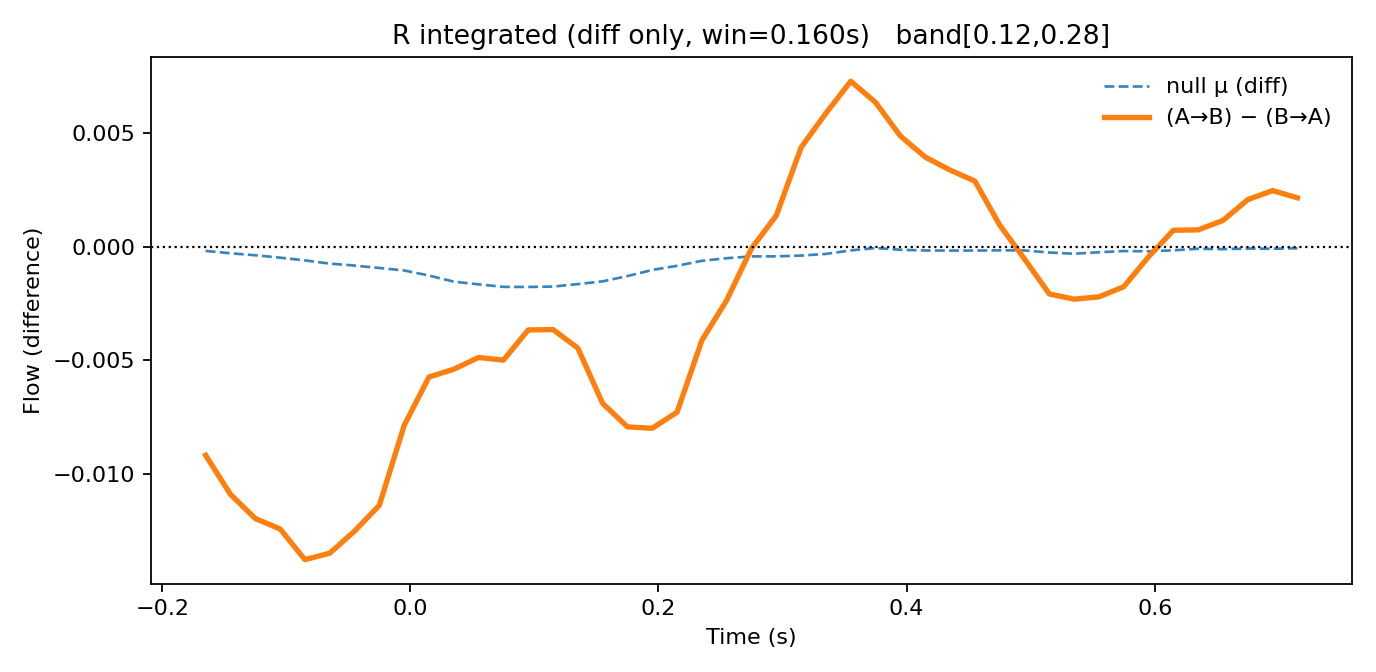 R integrated (diff only, win=0.160s)   band[0.12,0.28]
null μ (diff)
(A→B) − (B→A)
Flow (difference)
0.005
0.000
−0.005
−0.010
−0.2
0.0
0.2
0.4
0.6
Time (s)